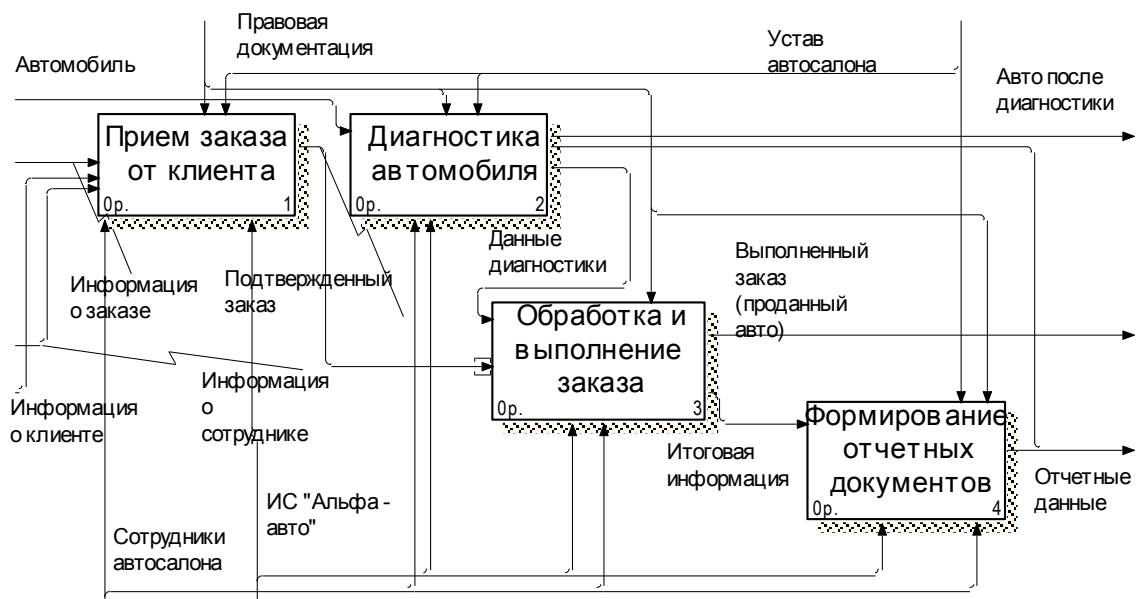 Правовая
документация
Устав
автосалона
Автомобиль
Авто после
диагностики
Прием заказа
от клиента
0р. 1
Диагностика
автомобиля
0р. 2
Информация
о заказе
Подтвержденный
заказ
Данные
диагностики
Выполненный
заказ
(проданный
авто)
Обработка и
выполнение
заказа
0р. 3
Информация
о клиенте
Информация
о
сотруднике
Итоговая
информация
Формирование
отчетных
документов
0р. 4
Отчетные
данные
ИС "Альфа -
авто"
Сотрудники
автосалона